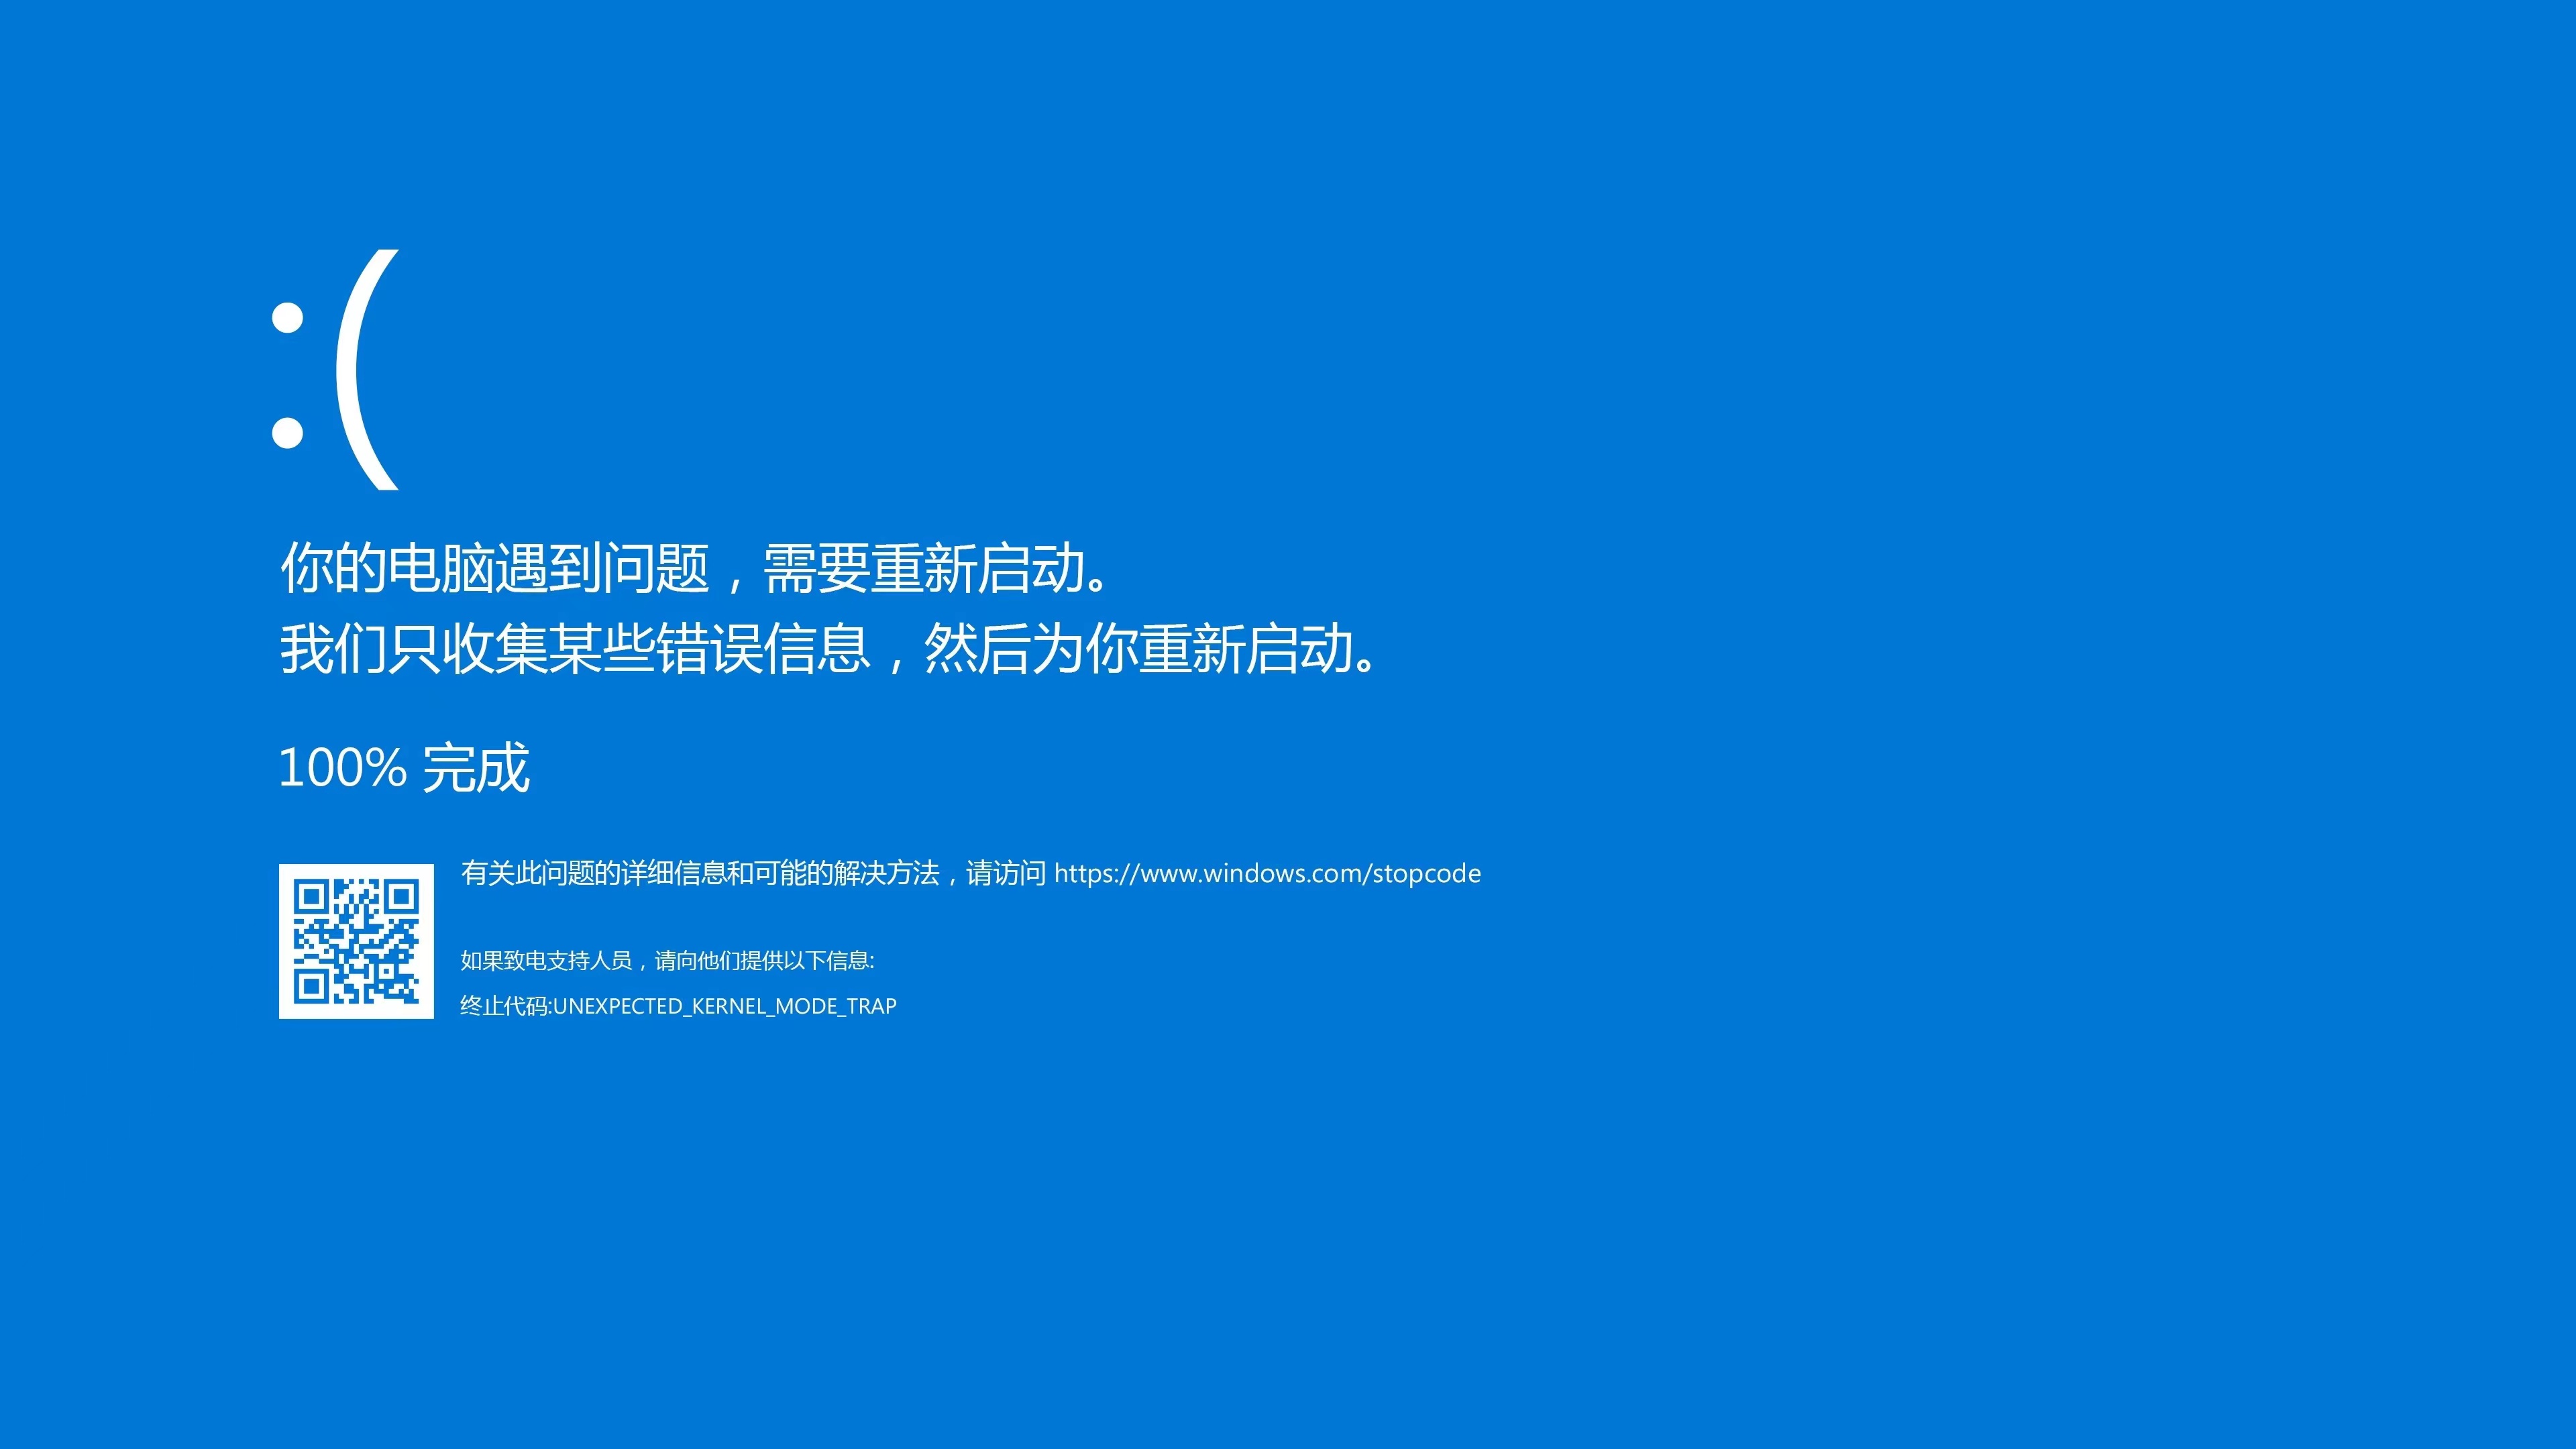 :(
你的电脑遇到问题，需要重新启动。
我们只收集某些错误信息，然后为你重新启动。
100% 完成
有关此问题的详细信息和可能的解决方法，请访问 https://www.windows.com/stopcode
如果致电支持人员，请向他们提供以下信息:
终止代码:UNEXPECTED_KERNEL_MODE_TRAP